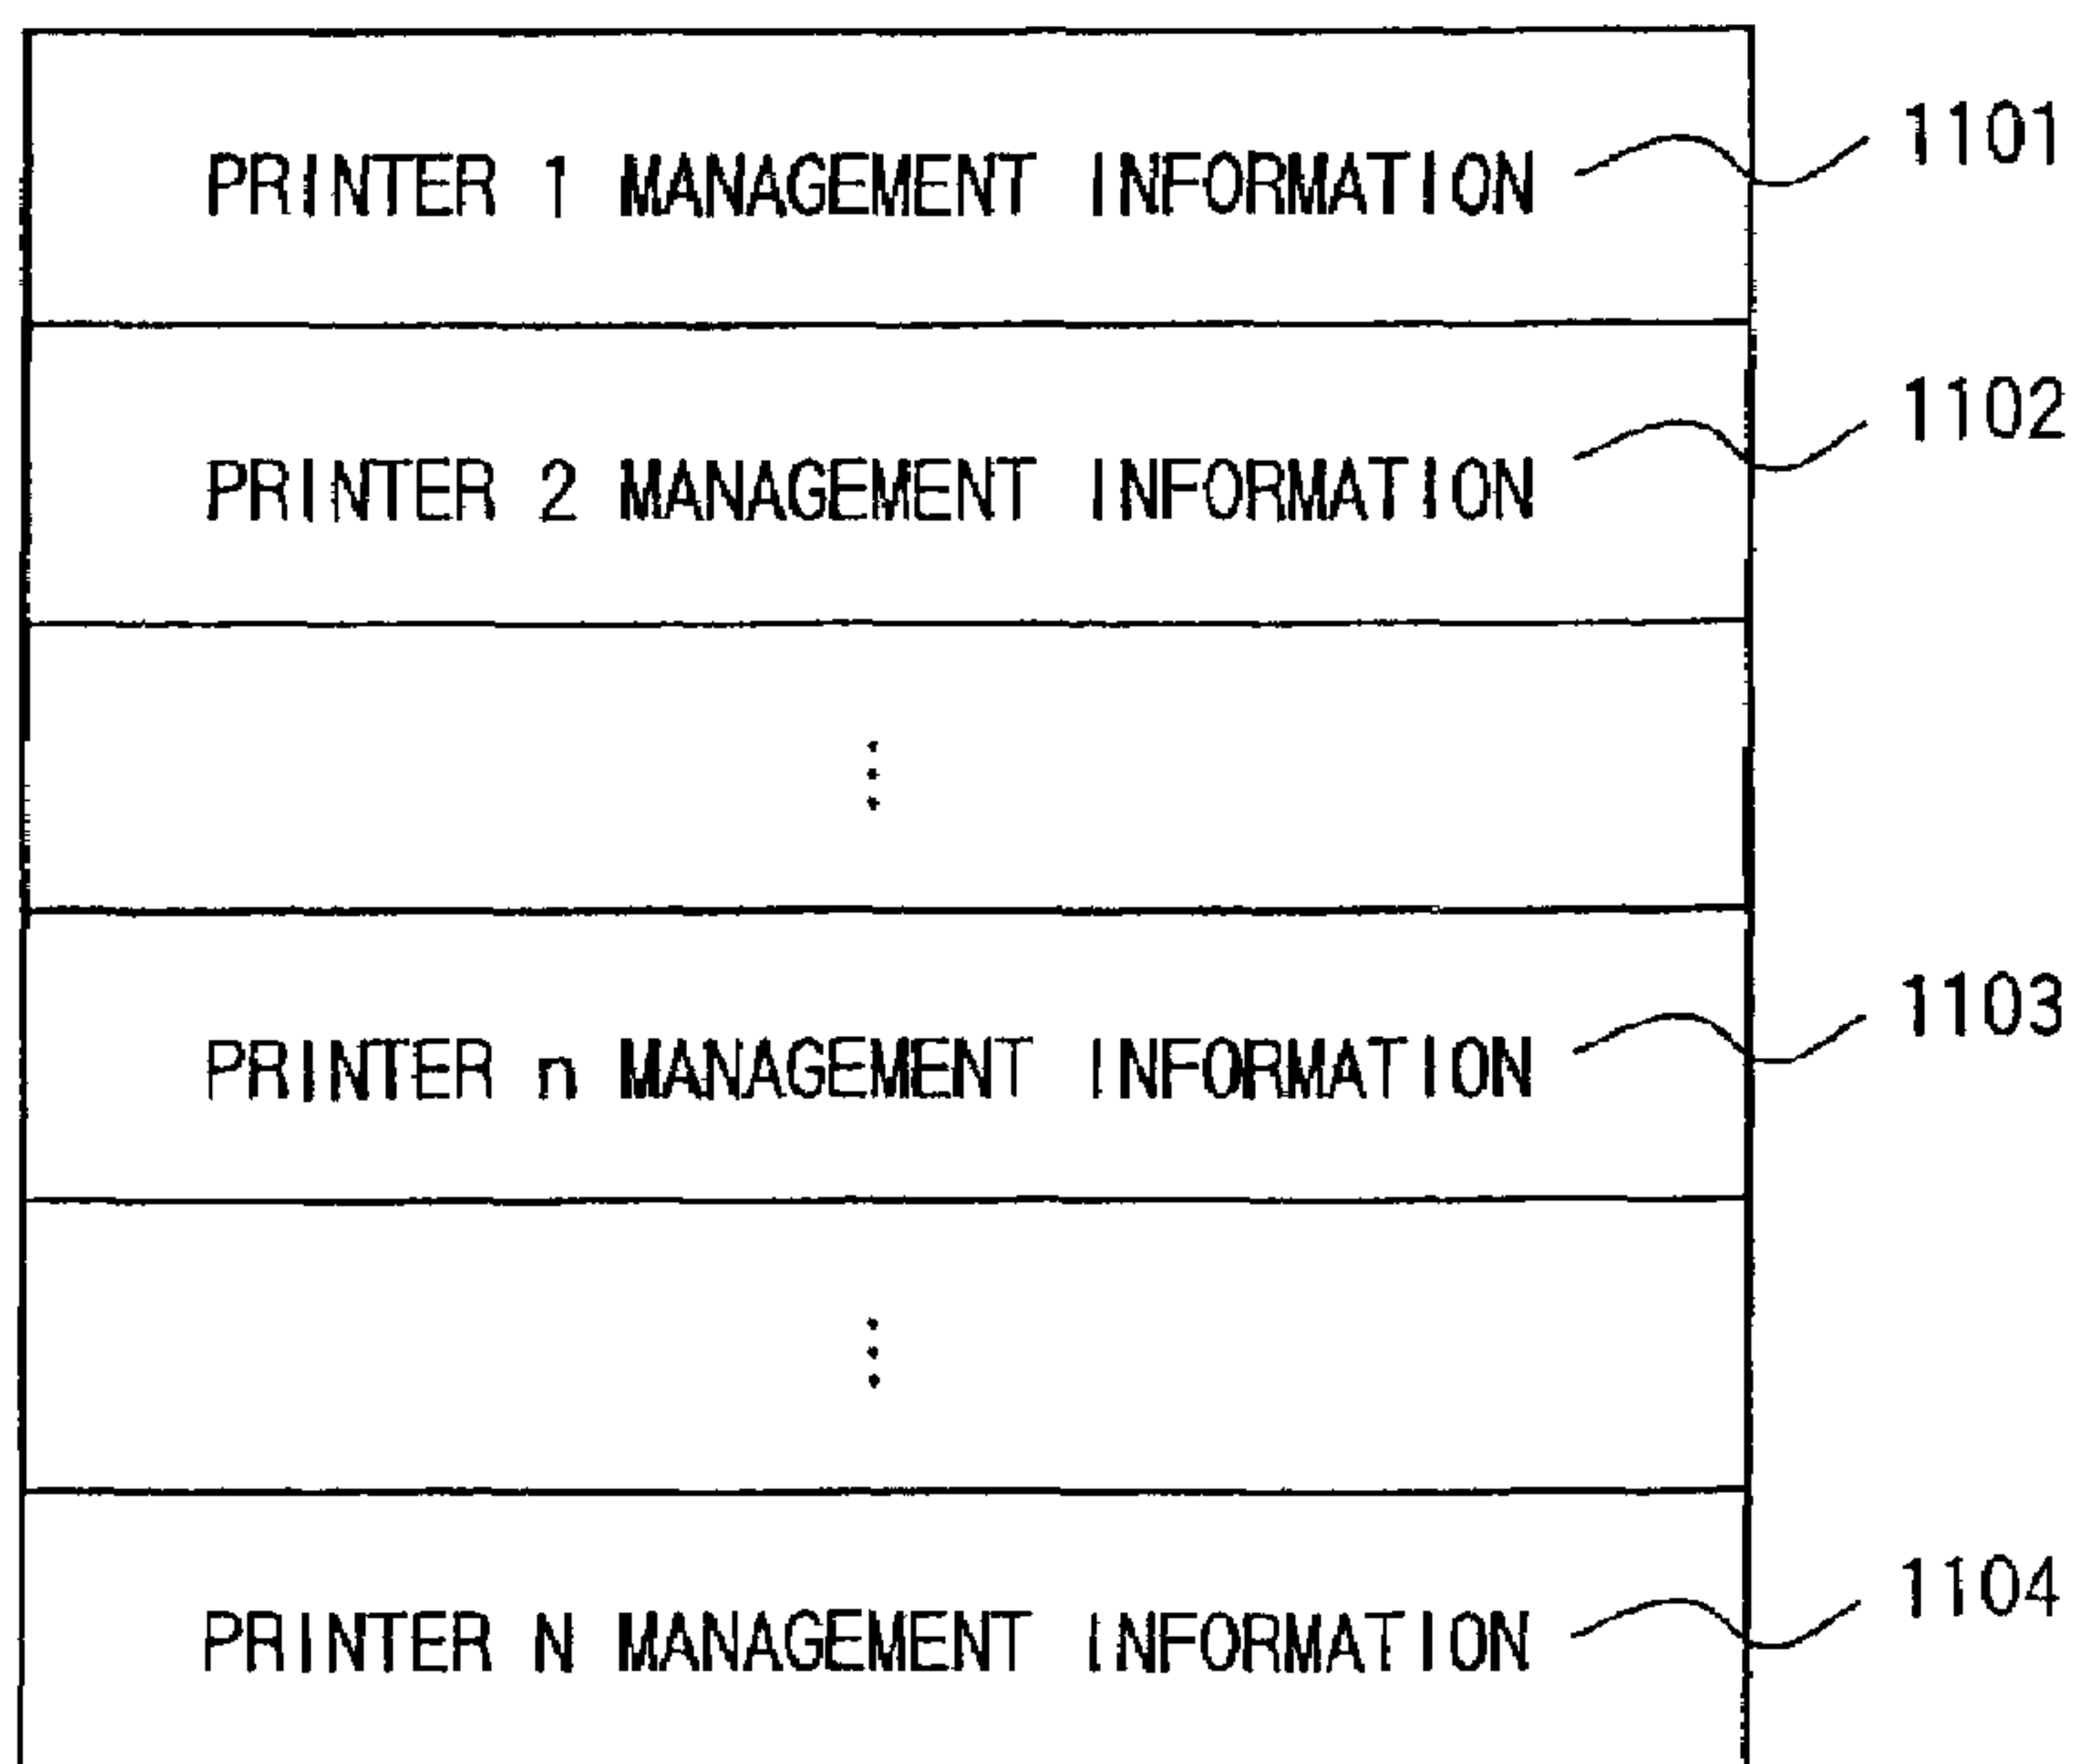 PRINTER 1 MANAGEMENT INFORMATION 1101
PRINTER 2 MANAGEMENT INFORMATION 1102
⋮
PRINTER n MANAGEMENT INFORMATION 1103
⋮
PRINTER N MANAGEMENT INFORMATION 1104